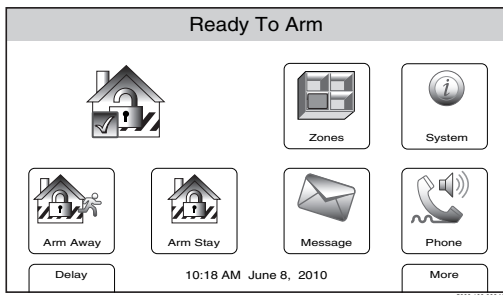 Ready To Arm
Zones
System
Arm Away
Arm Stay
Message
Phone
Delay
10:18 AM June 8, 2010
More